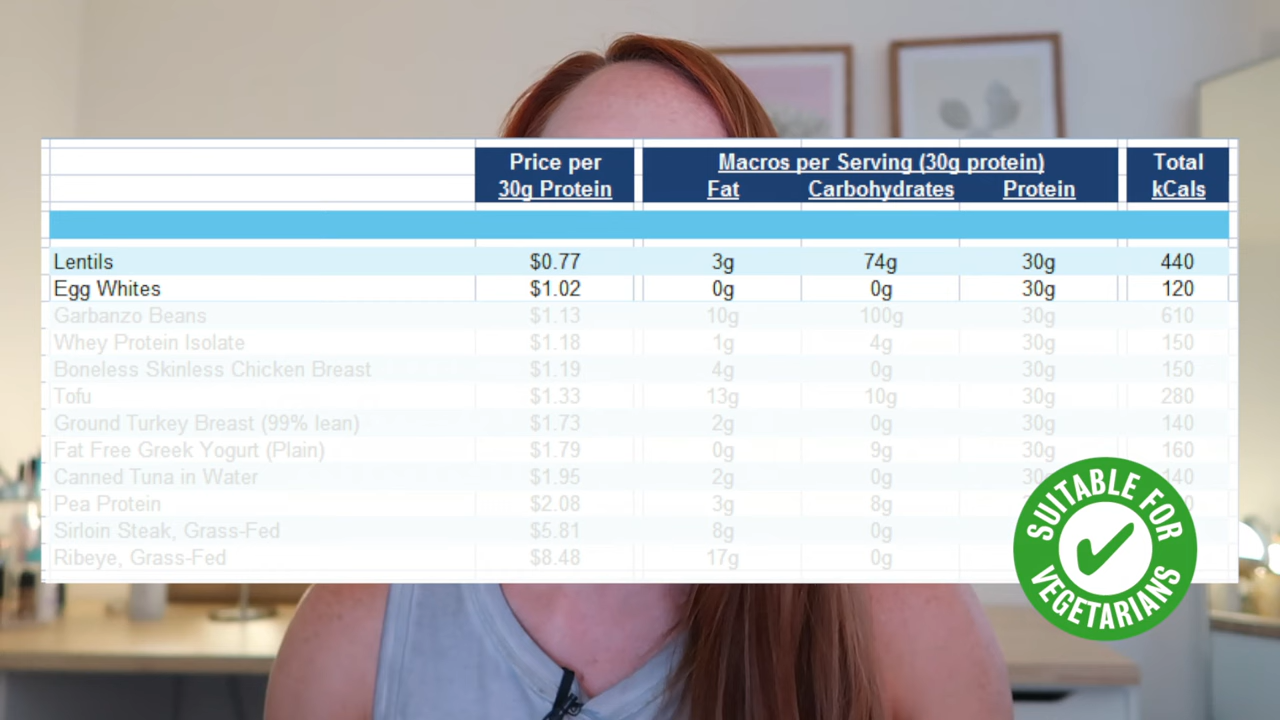 Price per Macros per Serving (30g protein) Total
30g Protein Fat Carbohydrates Protein kCals
Lentils $0.77 3g 74g 30g 440
Egg Whites $1.02 0g 0g 30g 120
Garbanzo Beans $1.13 10g 100g 30g 610
Whey Protein Isolate $1.18 1g 4g 30g 150
Boneless Skinless Chicken Breast $1.19 4g 0g 30g 150
Tofu $1.33 13g 10g 30g 280
Ground Turkey Breast (99% lean) $1.73 2g 0g 30g 140
Fat Free Greek Yogurt (Plain) $1.79 0g 9g 30g 160
Canned Tuna in Water $1.95 2g 0g
Pea Protein $2.08 3g 8g
Sirloin Steak, Grass-Fed $5.81 8g 0g
Ribeye, Grass-Fed $8.48 17g 0g
SUITABLE FOR
VEGETARIANS